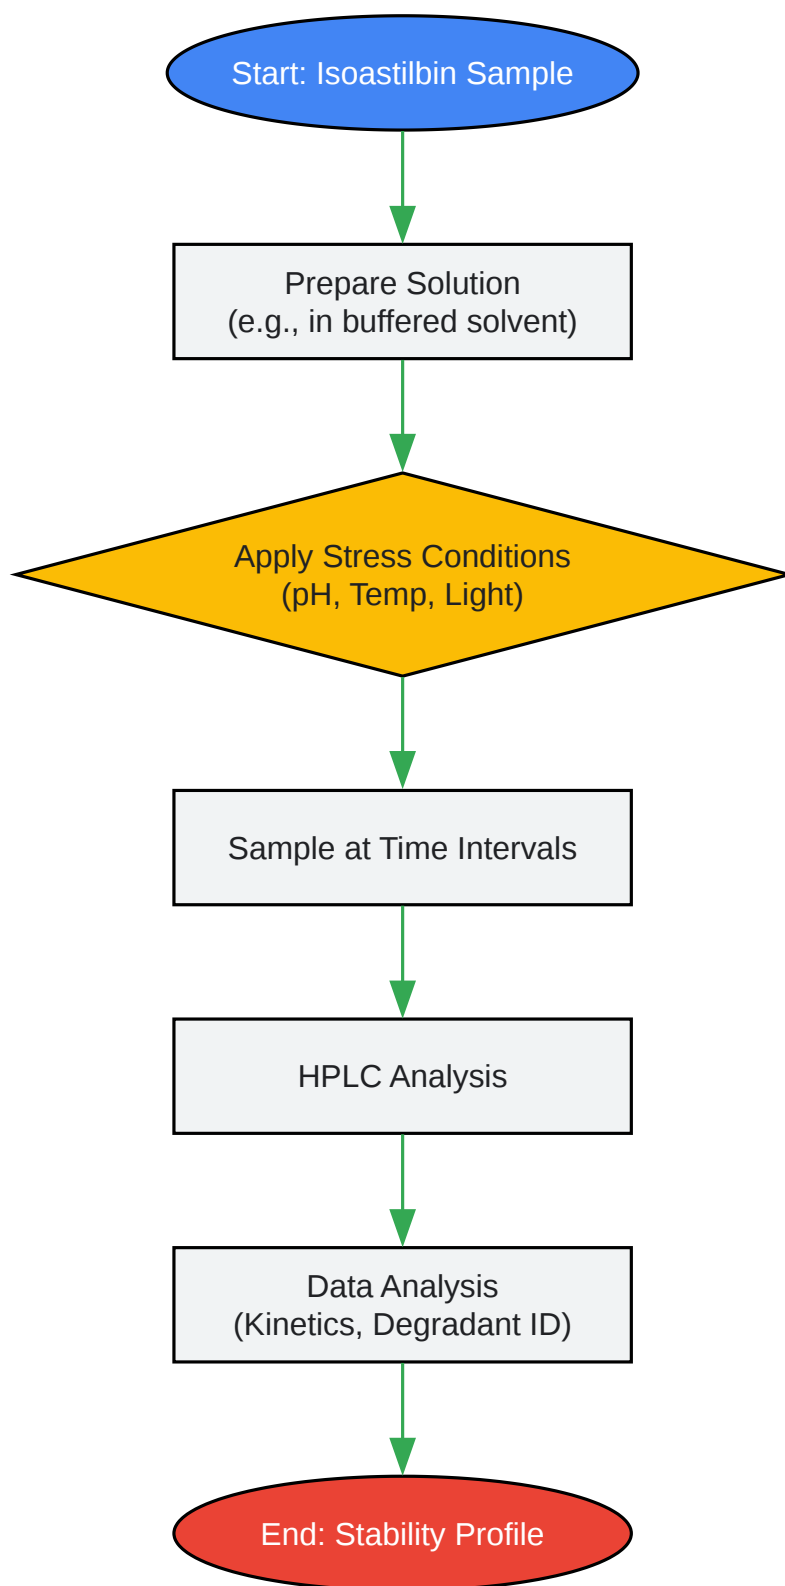 Start: Isoastilbin Sample
Prepare Solution
(e.g., in buffered solvent)
Apply Stress Conditions
(pH, Temp, Light)
Sample at Time Intervals
HPLC Analysis
Data Analysis
(Kinetics, Degradant ID)
End: Stability Profile